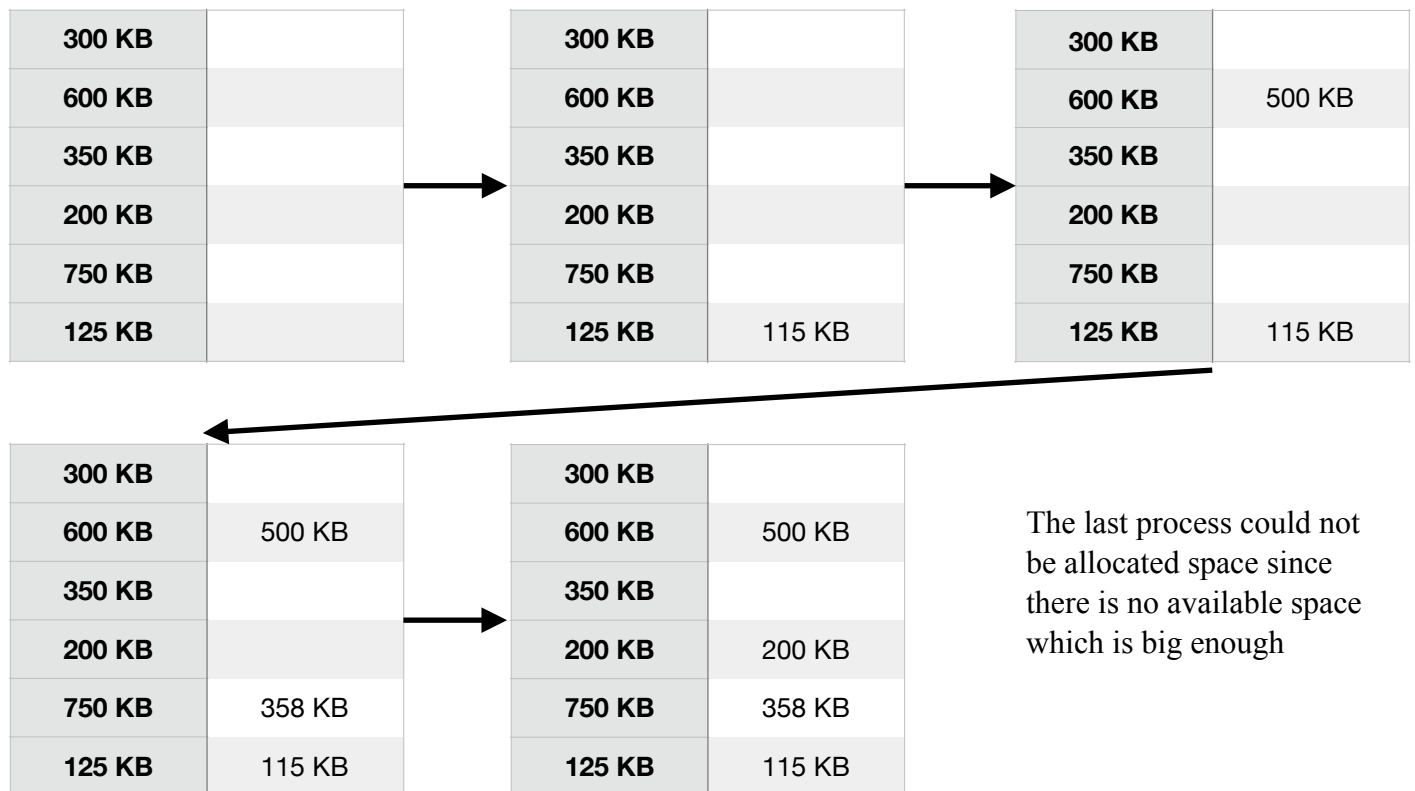 300 KB
600 KB
350 KB
200 KB
750 KB
125 KB
300 KB
600 KB
350 KB
200 KB
750 KB
125 KB 115 KB
300 KB
600 KB 500 KB
350 KB
200 KB
750 KB
125 KB 115 KB
300 KB
600 KB 500 KB
350 KB
200 KB
750 KB 358 KB
125 KB 115 KB
300 KB
600 KB 500 KB
350 KB
200 KB 200 KB
750 KB 358 KB
125 KB 115 KB
The last process could not
be allocated space since
there is no available space
which is big enough